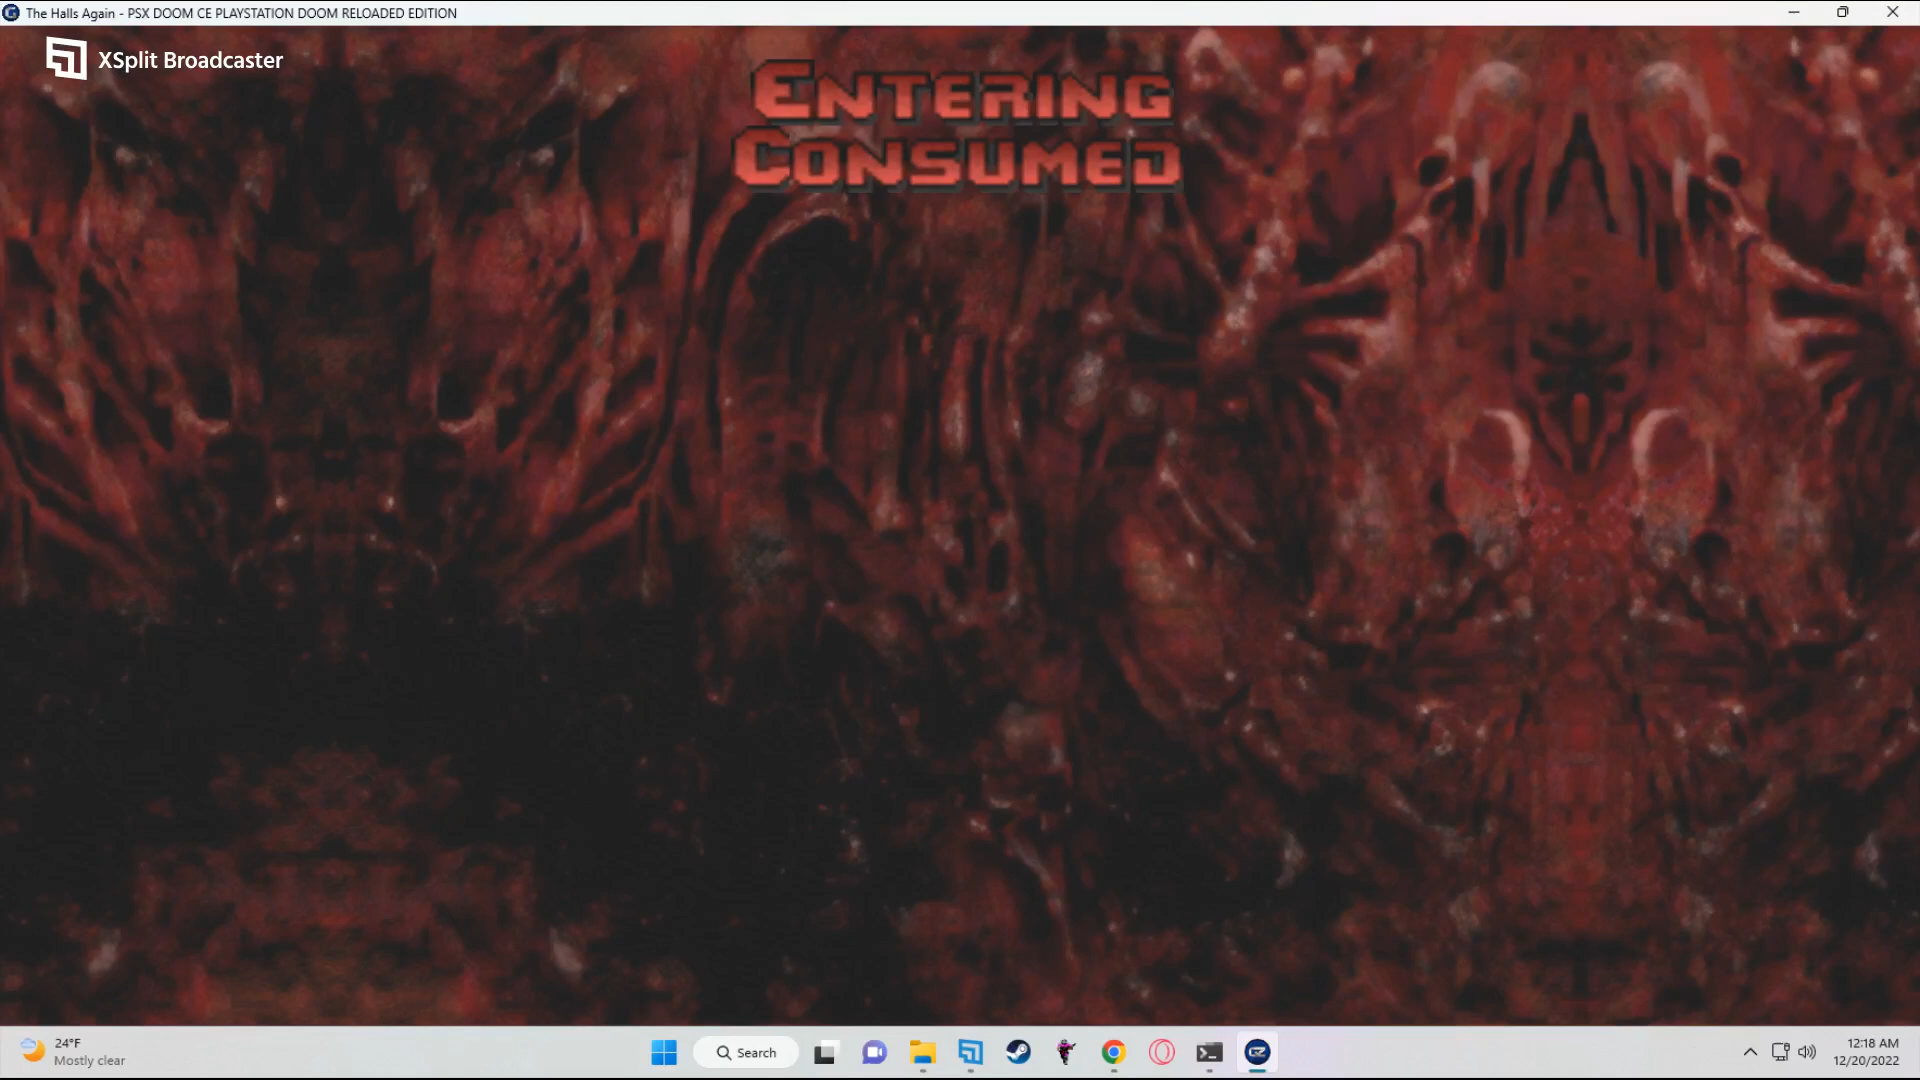 The Halls Again - PSX DOOM CE PLAYSTATION DOOM RELOADED EDITION
XSplit Broadcaster
ENTERING
CONSUMED
24°F
Mostly clear
Search
12:18 AM
12/20/2022